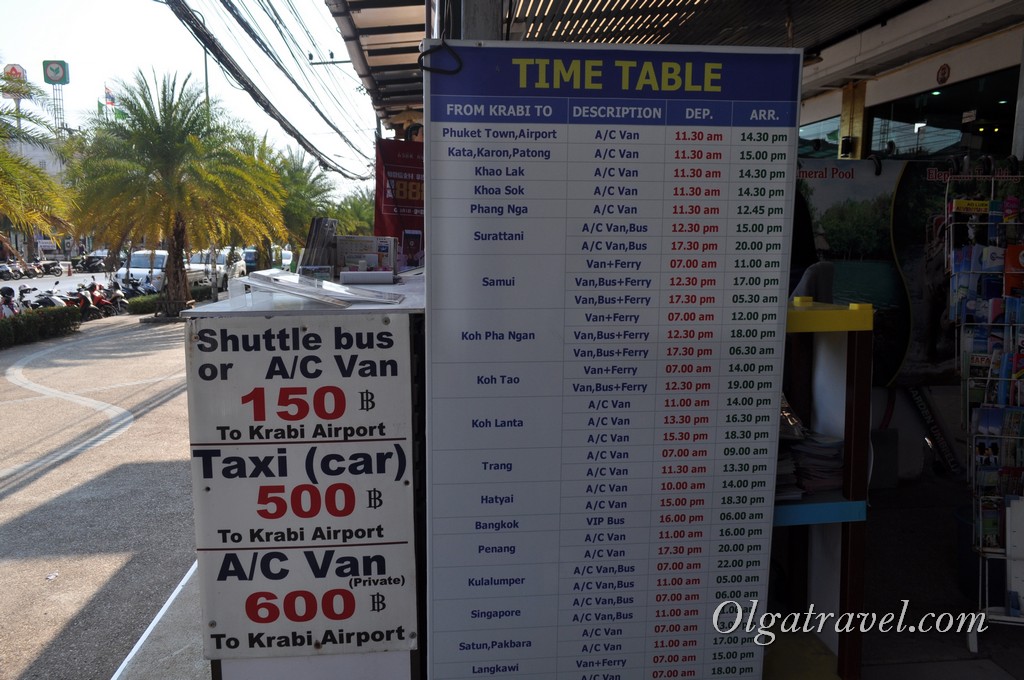 Shuttle bus
or A/C Van
150 ฿
To Krabi Airport
Taxi (car)
500 ฿
To Krabi Airport
A/C Van
(Private)
600 ฿
To Krabi Airport
TIME TABLE
FROM KRABI TO DESCRIPTION DEP. ARR.
Phuket Town,Airport A/C Van 11.30 am 14.30 pm
Kata,Karon,Patong A/C Van 11.30 am 15.00 pm
Khao Lak A/C Van 11.30 am 14.30 pm
Khoa Sok A/C Van 11.30 am 14.30 pm
Phang Nga A/C Van 11.30 am 12.45 pm
Surattani A/C Van,Bus 12.30 pm 15.00 pm
A/C Van,Bus 17.30 pm 20.00 pm
Samui Van+Ferry 07.00 am 11.00 am
Van,Bus+Ferry 12.30 pm 17.00 pm
Van,Bus+Ferry 17.30 pm 05.30 am
Koh Pha Ngan Van+Ferry 07.00 am 12.00 pm
Van,Bus+Ferry 12.30 pm 18.00 pm
Van,Bus+Ferry 17.30 pm 06.30 am
Koh Tao Van+Ferry 07.00 am 14.00 pm
Van,Bus+Ferry 12.30 pm 19.00 pm
Koh Lanta A/C Van 11.00 am 14.00 pm
A/C Van 13.30 pm 16.30 pm
A/C Van 15.30 pm 18.30 pm
Trang A/C Van 07.00 am 09.00 am
A/C Van 11.30 am 13.30 pm
Hatyai A/C Van 10.00 am 14.00 pm
A/C Van 15.00 pm 18.30 pm
Bangkok VIP Bus 16.00 pm 06.00 am
Penang A/C Van 11.00 am 16.00 pm
A/C Van 17.30 pm 20.00 pm
Kulalumper A/C Van,Bus 07.00 am 22.00 pm
A/C Van,Bus 11.00 am 05.00 am
Singapore A/C Van,Bus 07.00 am 06.00 am
A/C Van,Bus 11.00 am
Satun,Pakbara A/C Van 07.00 am
A/C Van 11.00 am 17.00 pm
Langkawi Van+Ferry 07.00 am 15.00 pm
A/C Van 11.00 am 18.00 pm
meral Pool
Olgatravel.com